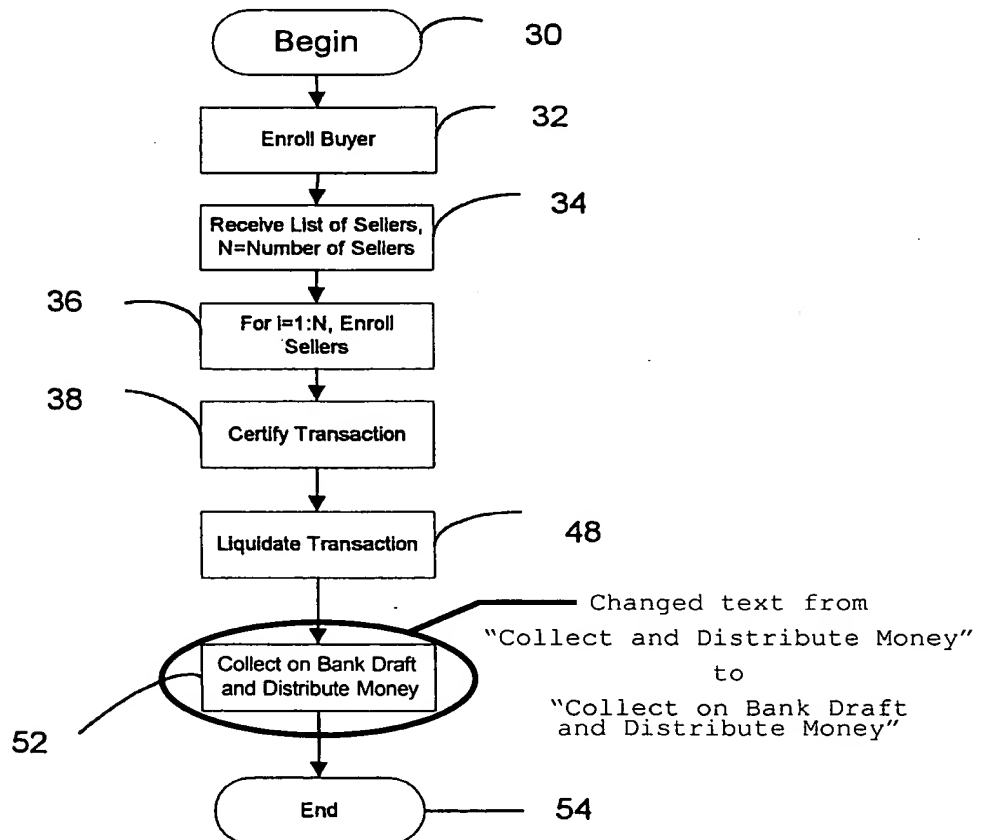 Begin
30
Enroll Buyer
32
Receive List of Sellers,
N=Number of Sellers
34
36
For i=1:N, Enroll
Sellers
38
Certify Transaction
Liquidate Transaction
48
Changed text from
“Collect and Distribute Money”
to
“Collect on Bank Draft
and Distribute Money”
Collect on Bank Draft
and Distribute Money
52
End
54